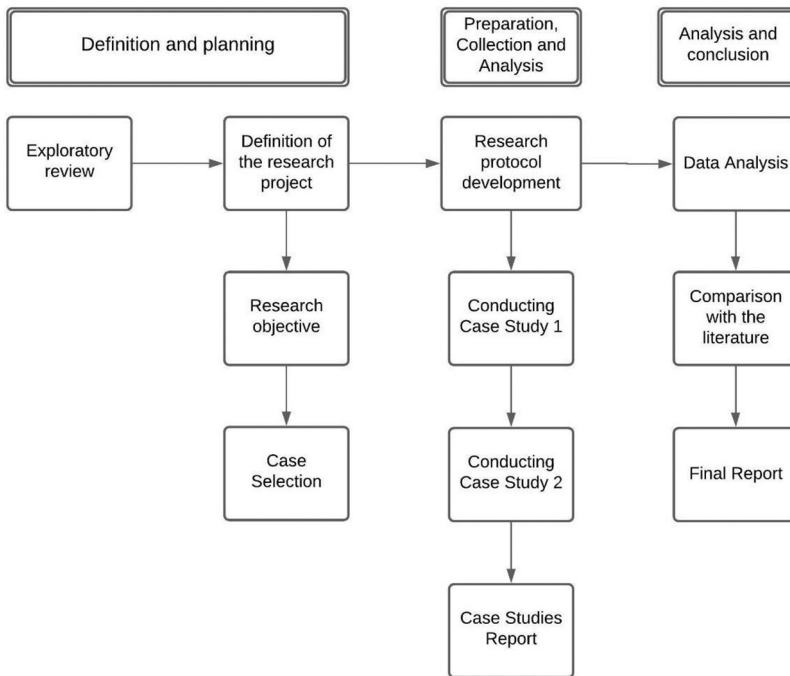 Definition and planning
Preparation,
Collection and
Analysis
Analysis and
conclusion
Exploratory
review
Definition of
the research
project
Research
protocol
development
Data Analysis
Research
objective
Conducting
Case Study 1
Comparison
with the
literature
Case
Selection
Conducting
Case Study 2
Final Report
Case Studies
Report